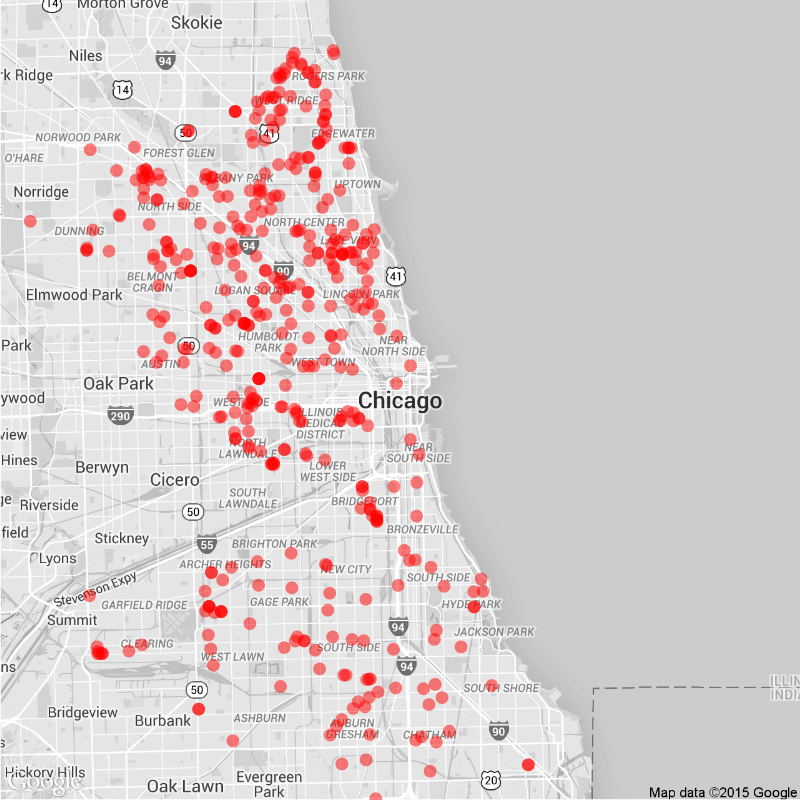 14
Morton Grove
Skokie
Niles
94
rk Ridge
ROGERS PARK
14
WEST RIDGE
NORWOOD PARK
50
41
EDGEWATER
O'HARE
FOREST GLEN
ALBANY PARK
UPTOWN
Norridge
NORTH SIDE
NORTH CENTER
DUNNING
94
LAKE VIEW
90
41
BELMONT
CRAGIN
LOGAN SQUARE
LINCOLN PARK
Elmwood Park
HUMBOLDT
PARK
NEAR
NORTH SIDE
Park
50
AUSTIN
WEST TOWN
Oak Park
ywood
WEST SIDE
Chicago
290
ILLINOIS
MEDICAL
DISTRICT
view
NORTH
LAWNDALE
NEAR
SOUTH SIDE
Hines
Berwyn
LOWER
WEST SIDE
Cicero
SOUTH
LAWNDALE
ge
Riverside
50
BRIDGEPORT
field
Stickney
BRONZEVILLE
55
BRIGHTON PARK
Lyons
ARCHER HEIGHTS
NEW CITY
Stevenson Expy
SOUTH SIDE
GARFIELD RIDGE
GAGE PARK
HYDE PARK
Summit
94
JACKSON PARK
CLEARING
SOUTH SIDE
WEST LAWN
94
ns
50
SOUTH SHORE
ILLIN
INDIA
Bridgeview
Burbank
ASHBURN
AUBURN
GRESHAM
CHATHAM
90
Hickory Hills
Google
Oak Lawn
Evergreen
Park
20
Map data ©2015 Google